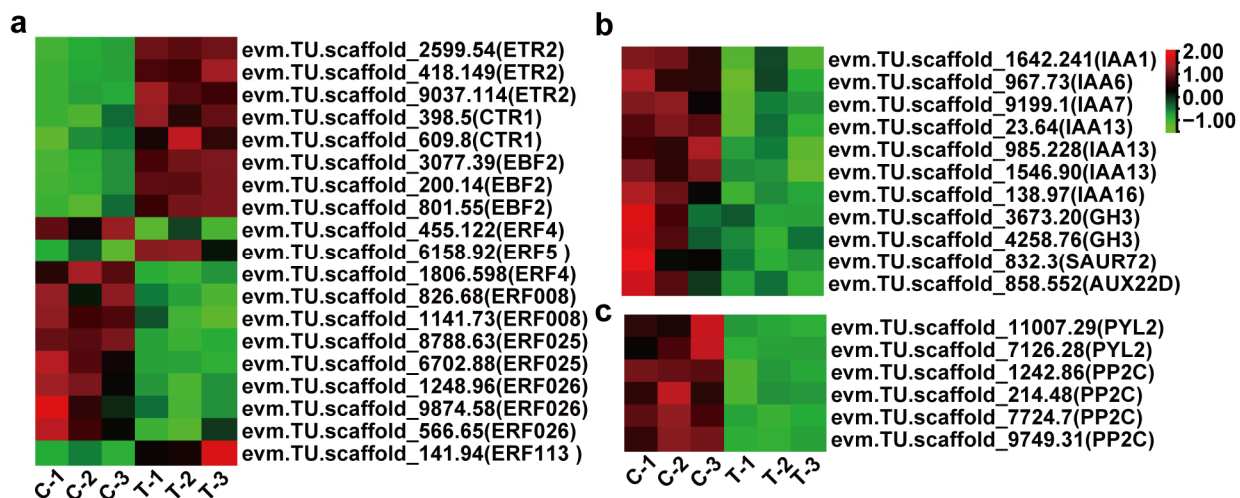 a
evm.TU.scaffold_2599.54(ETR2)
evm.TU.scaffold_418.149(ETR2)
evm.TU.scaffold_9037.114(ETR2)
evm.TU.scaffold_398.5(CTR1)
evm.TU.scaffold_609.8(CTR1)
evm.TU.scaffold_3077.39(EBF2)
evm.TU.scaffold_200.14(EBF2)
evm.TU.scaffold_801.55(EBF2)
evm.TU.scaffold_455.122(ERF4)
evm.TU.scaffold_6158.92(ERF5 )
evm.TU.scaffold_1806.598(ERF4)
evm.TU.scaffold_826.68(ERF008)
evm.TU.scaffold_1141.73(ERF008)
evm.TU.scaffold_8788.63(ERF025)
evm.TU.scaffold_6702.88(ERF025)
evm.TU.scaffold_1248.96(ERF026)
evm.TU.scaffold_9874.58(ERF026)
evm.TU.scaffold_566.65(ERF026)
evm.TU.scaffold_141.94(ERF113 )
C-1 C-2 C-3 T-1 T-2 T-3
b
evm.TU.scaffold_1642.241(IAA1)
evm.TU.scaffold_967.73(IAA6)
evm.TU.scaffold_9199.1(IAA7)
evm.TU.scaffold_23.64(IAA13)
evm.TU.scaffold_985.228(IAA13)
evm.TU.scaffold_1546.90(IAA13)
evm.TU.scaffold_138.97(IAA16)
evm.TU.scaffold_3673.20(GH3)
evm.TU.scaffold_4258.76(GH3)
evm.TU.scaffold_832.3(SAUR72)
evm.TU.scaffold_858.552(AUX22D)
2.00
1.00
0.00
−1.00
c
evm.TU.scaffold_11007.29(PYL2)
evm.TU.scaffold_7126.28(PYL2)
evm.TU.scaffold_1242.86(PP2C)
evm.TU.scaffold_214.48(PP2C)
evm.TU.scaffold_7724.7(PP2C)
evm.TU.scaffold_9749.31(PP2C)
C-1 C-2 C-3 T-1 T-2 T-3